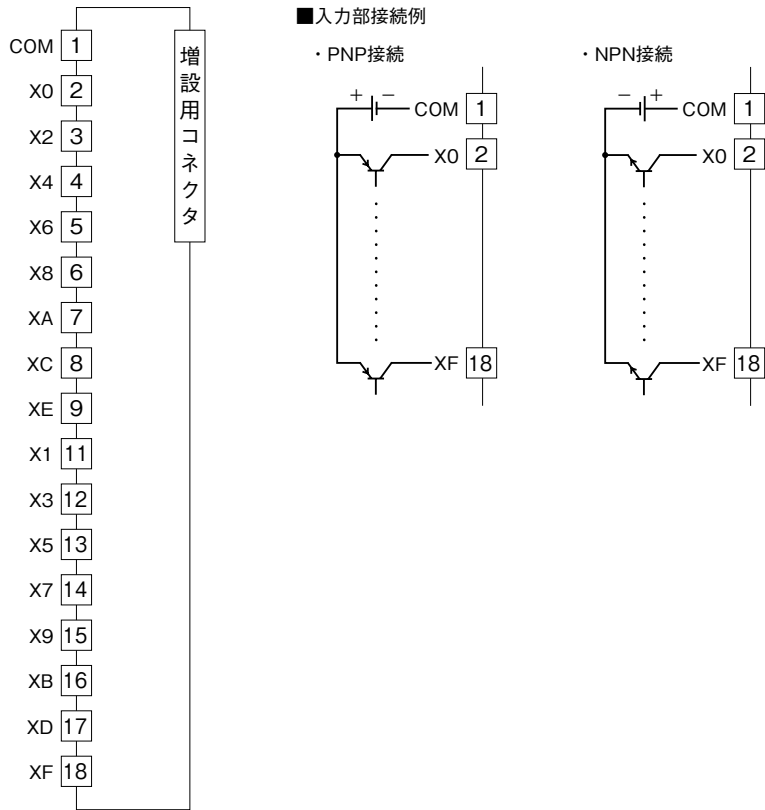 COM 1
X0 2
X2 3
X4 4
X6 5
X8 6
XA 7
XC 8
XE 9
X1 11
X3 12
X5 13
X7 14
X9 15
XB 16
XD 17
XF 18
増設用コネクタ
■入力部接続例
・PNP接続
+ − COM 1
X0 2
XF 18
・NPN接続
− + COM 1
X0 2
XF 18